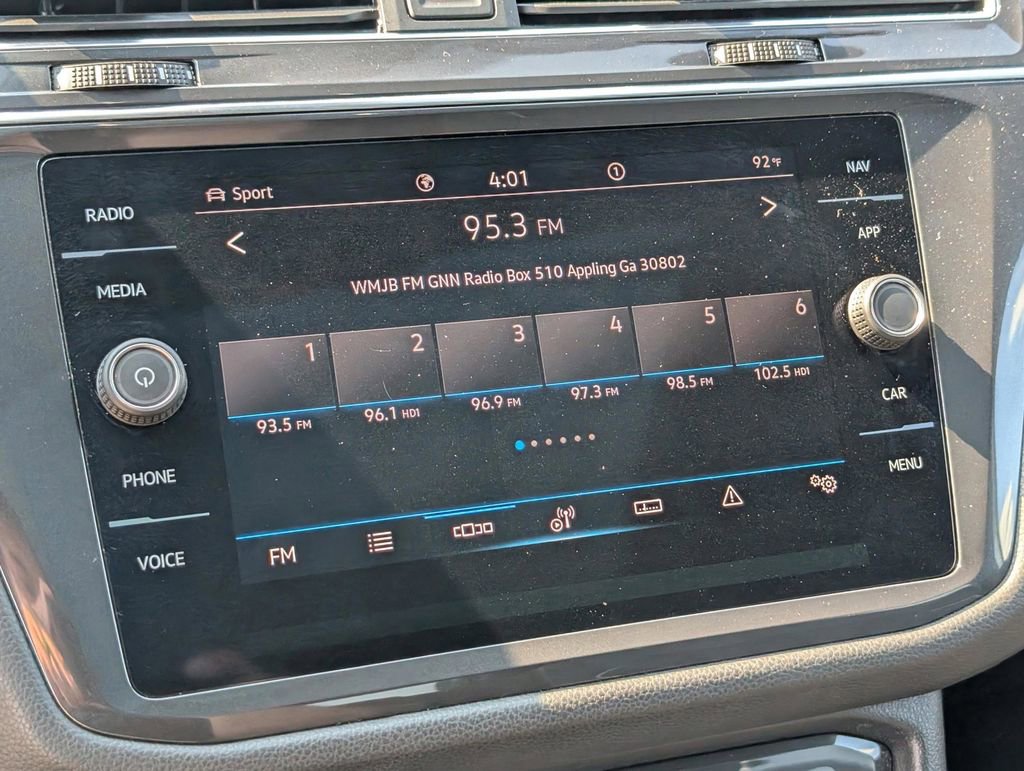 Sport 4:01 1 92°F
95.3 FM
WMJB FM GNN Radio Box 510 Appling Ga 30802
1 2 3 4 5 6
93.5 FM 96.1 HD1 96.9 FM 97.3 FM 98.5 FM 102.5 HD1
FM
RADIO
MEDIA
PHONE
VOICE
NAV
APP
CAR
MENU